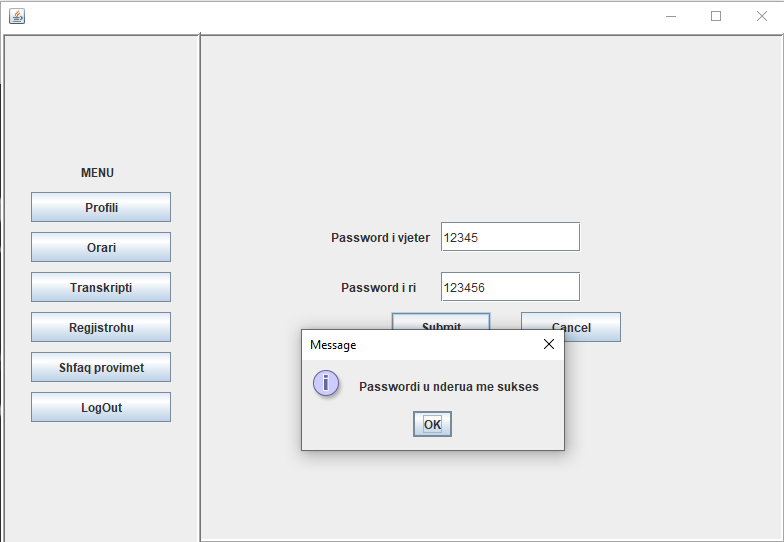 MENU
Profili
Orari
Transkripti
Regjistrohu
Shfaq provimet
LogOut
Password i vjeter 12345
Password i ri 123456
Submit Cancel
Message
i Passwordi u nderua me sukses
OK